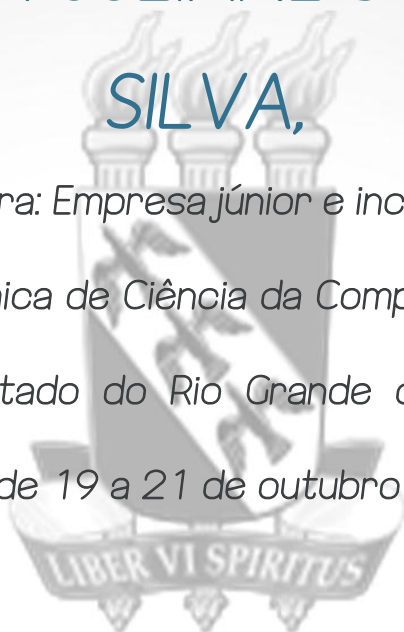 SILVA,
ra: Empresa júnior e inc
nica de Ciência da Comp
tado do Rio Grande d
de 19 a 21 de outubro
LIBER VI SPIRITUS